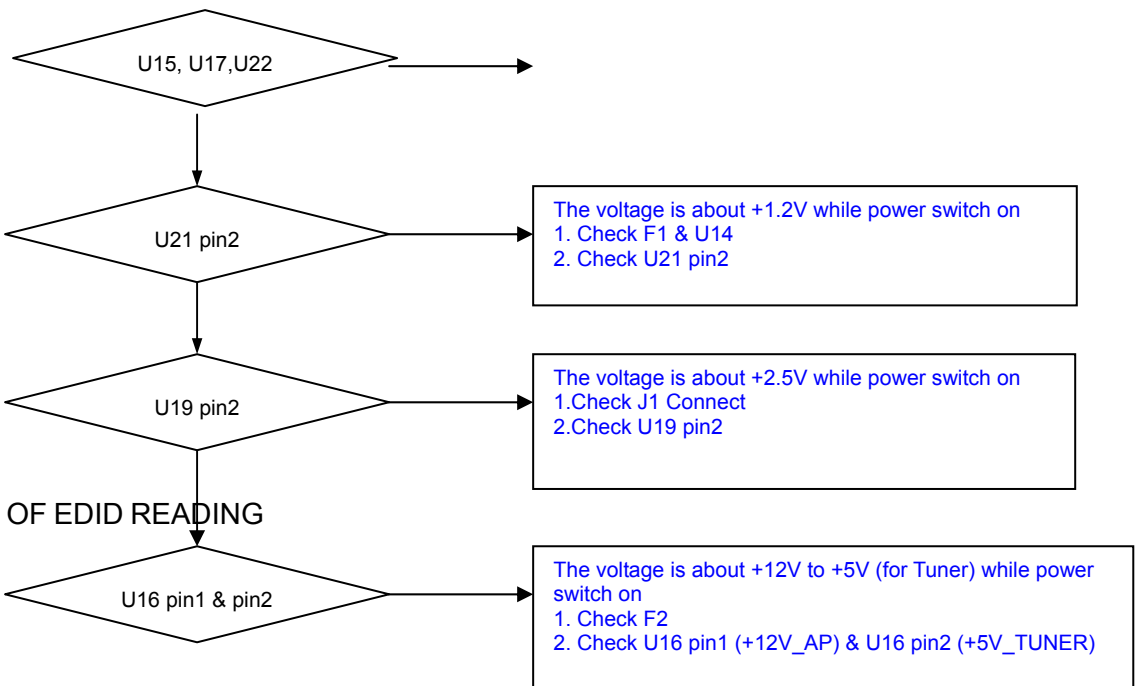 U15, U17,U22
U21 pin2
The voltage is about +1.2V while power switch on
1. Check F1 & U14
2. Check U21 pin2
U19 pin2
The voltage is about +2.5V while power switch on
1.Check J1 Connect
2.Check U19 pin2
OF EDID READING
U16 pin1 & pin2
The voltage is about +12V to +5V (for Tuner) while power
switch on
1. Check F2
2. Check U16 pin1 (+12V_AP) & U16 pin2 (+5V_TUNER)